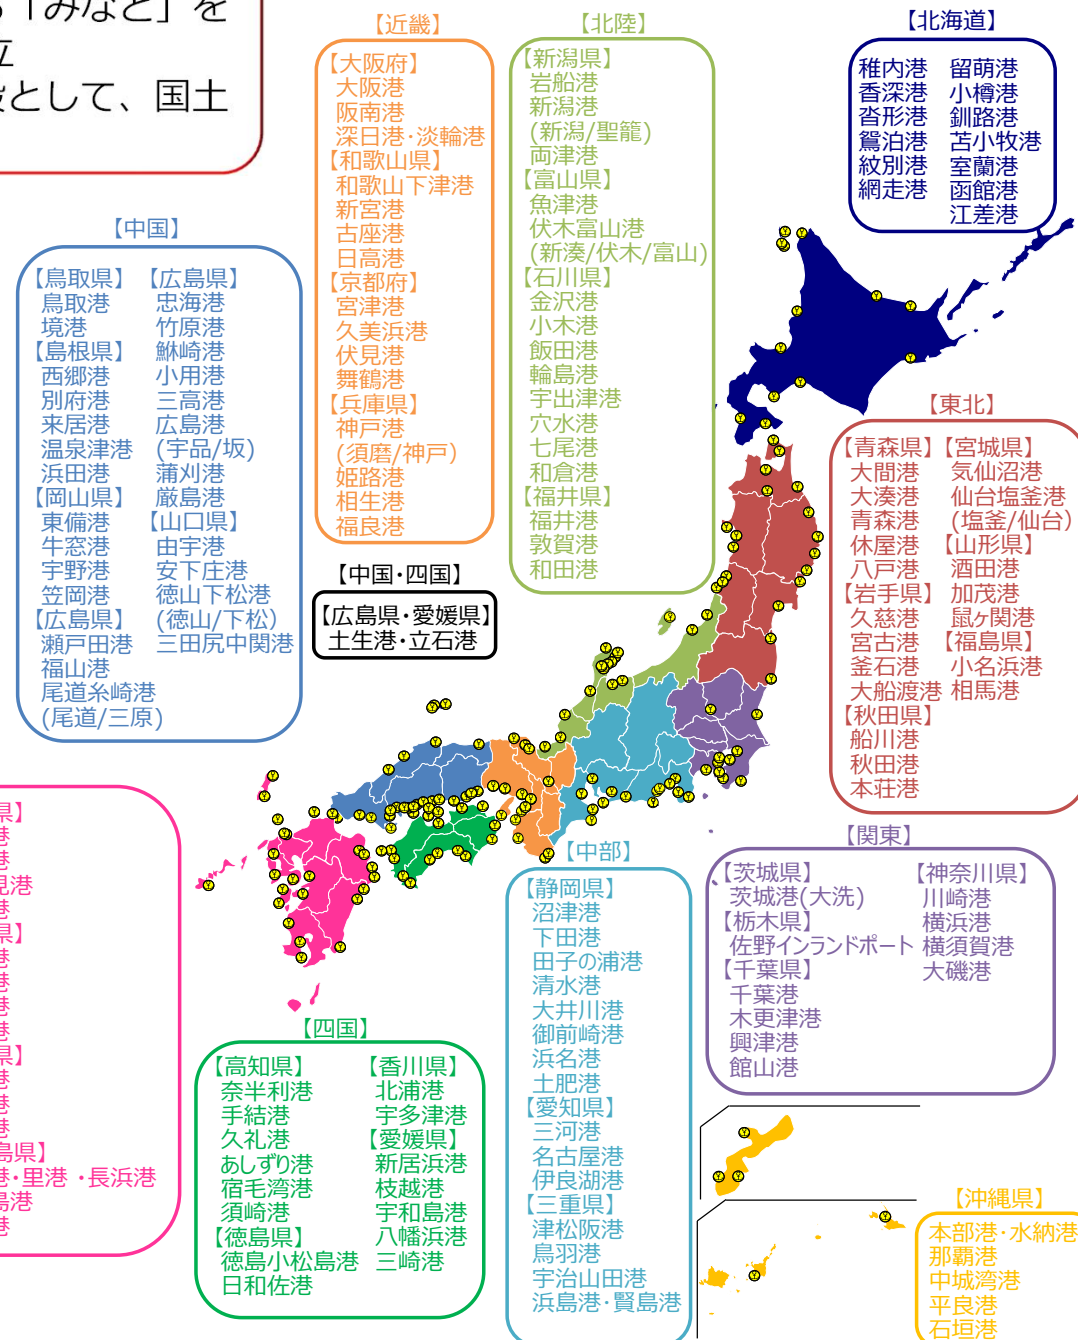 「みなと」を
立
として、国土
【近畿】
【大阪府】
大阪港
阪南港
深日港･淡輪港
【和歌山県】
和歌山下津港
新宮港
古座港
日高港
【京都府】
宮津港
久美浜港
伏見港
舞鶴港
【兵庫県】
神戸港
(須磨/神戸)
姫路港
相生港
福良港
【北陸】
【新潟県】
岩船港
新潟港
(新潟/聖籠)
両津港
【富山県】
魚津港
伏木富山港
(新湊/伏木/富山)
【石川県】
金沢港
小木港
飯田港
輪島港
宇出津港
穴水港
七尾港
和倉港
【福井県】
福井港
敦賀港
和田港
【北海道】
稚内港
香深港
沓形港
鴛泊港
紋別港
網走港
留萌港
小樽港
釧路港
苫小牧港
室蘭港
函館港
江差港
【中国】
【鳥取県】
鳥取港
境港
【島根県】
西郷港
別府港
来居港
温泉津港
浜田港
【岡山県】
東備港
牛窓港
宇野港
笠岡港
【広島県】
瀬戸田港
福山港
尾道糸崎港
(尾道/三原)
【広島県】
忠海港
竹原港
鮴崎港
小用港
三高港
広島港
(宇品/坂)
蒲刈港
厳島港
【山口県】
由宇港
安下庄港
徳山下松港
(徳山/下松)
三田尻中関港
【中国･四国】
【広島県･愛媛県】
土生港･立石港
【東北】
【青森県】
大間港
大湊港
青森港
休屋港
八戸港
【岩手県】
久慈港
宮古港
釜石港
大船渡港
【秋田県】
船川港
秋田港
本荘港
【宮城県】
気仙沼港
仙台塩釜港
(塩釜/仙台)
【山形県】
酒田港
加茂港
鼠ヶ関港
【福島県】
小名浜港
相馬港
県】
港
港
見港
港
県】
港
港
港
港
県】
港
港
港
島県】
港･里港 ･長浜港
島港
港
【四国】
【高知県】
奈半利港
手結港
久礼港
あしずり港
宿毛湾港
須崎港
【徳島県】
徳島小松島港
日和佐港
【香川県】
北浦港
宇多津港
【愛媛県】
新居浜港
枝越港
宇和島港
八幡浜港
三崎港
【中部】
【静岡県】
沼津港
下田港
田子の浦港
清水港
大井川港
御前崎港
浜名港
土肥港
【愛知県】
三河港
名古屋港
伊良湖港
【三重県】
津松阪港
鳥羽港
宇治山田港
浜島港･賢島港
【関東】
【茨城県】
茨城港(大洗)
【栃木県】
佐野インランドポート
【千葉県】
千葉港
木更津港
興津港
館山港
【神奈川県】
川崎港
横浜港
横須賀港
大磯港
【沖縄県】
本部港･水納港
那覇港
中城湾港
平良港
石垣港